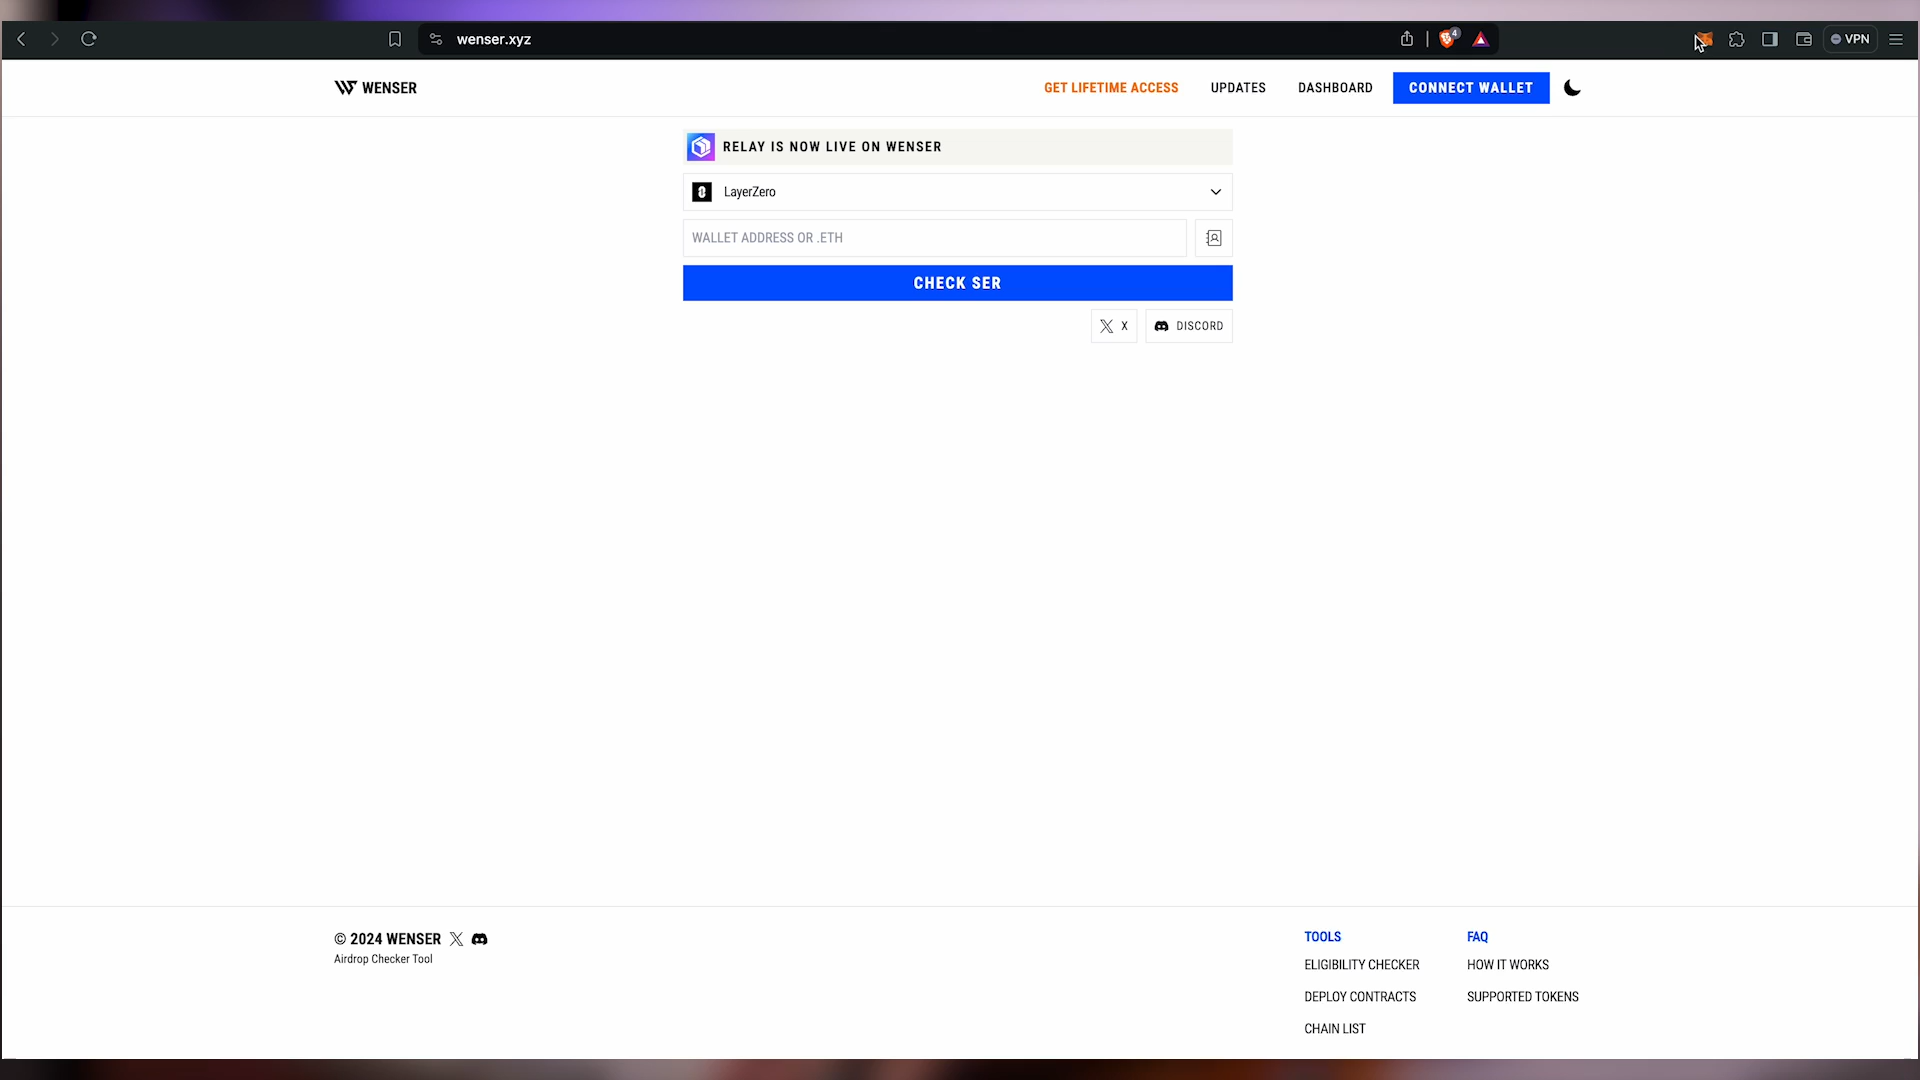 wenser.xyz
4
VPN
WENSER
GET LIFETIME ACCESS
UPDATES
DASHBOARD
CONNECT WALLET
RELAY IS NOW LIVE ON WENSER
LayerZero
WALLET ADDRESS OR .ETH
CHECK SER
X
DISCORD
© 2024 WENSER
Airdrop Checker Tool
TOOLS
ELIGIBILITY CHECKER
DEPLOY CONTRACTS
CHAIN LIST
FAQ
HOW IT WORKS
SUPPORTED TOKENS